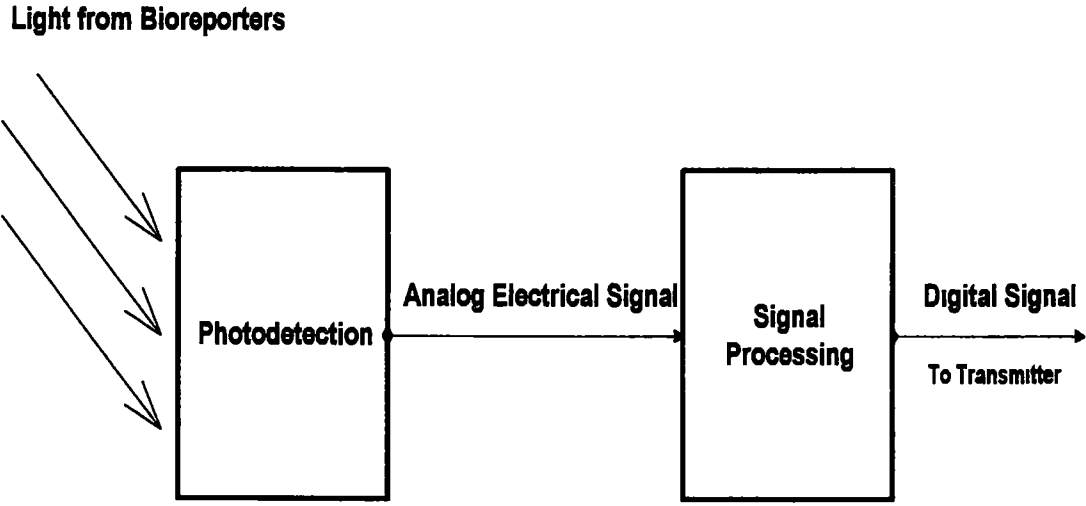 Light from Bioreporters
Photodetection
Analog Electrical Signal
Signal
Processing
Digital Signal
To Transmitter